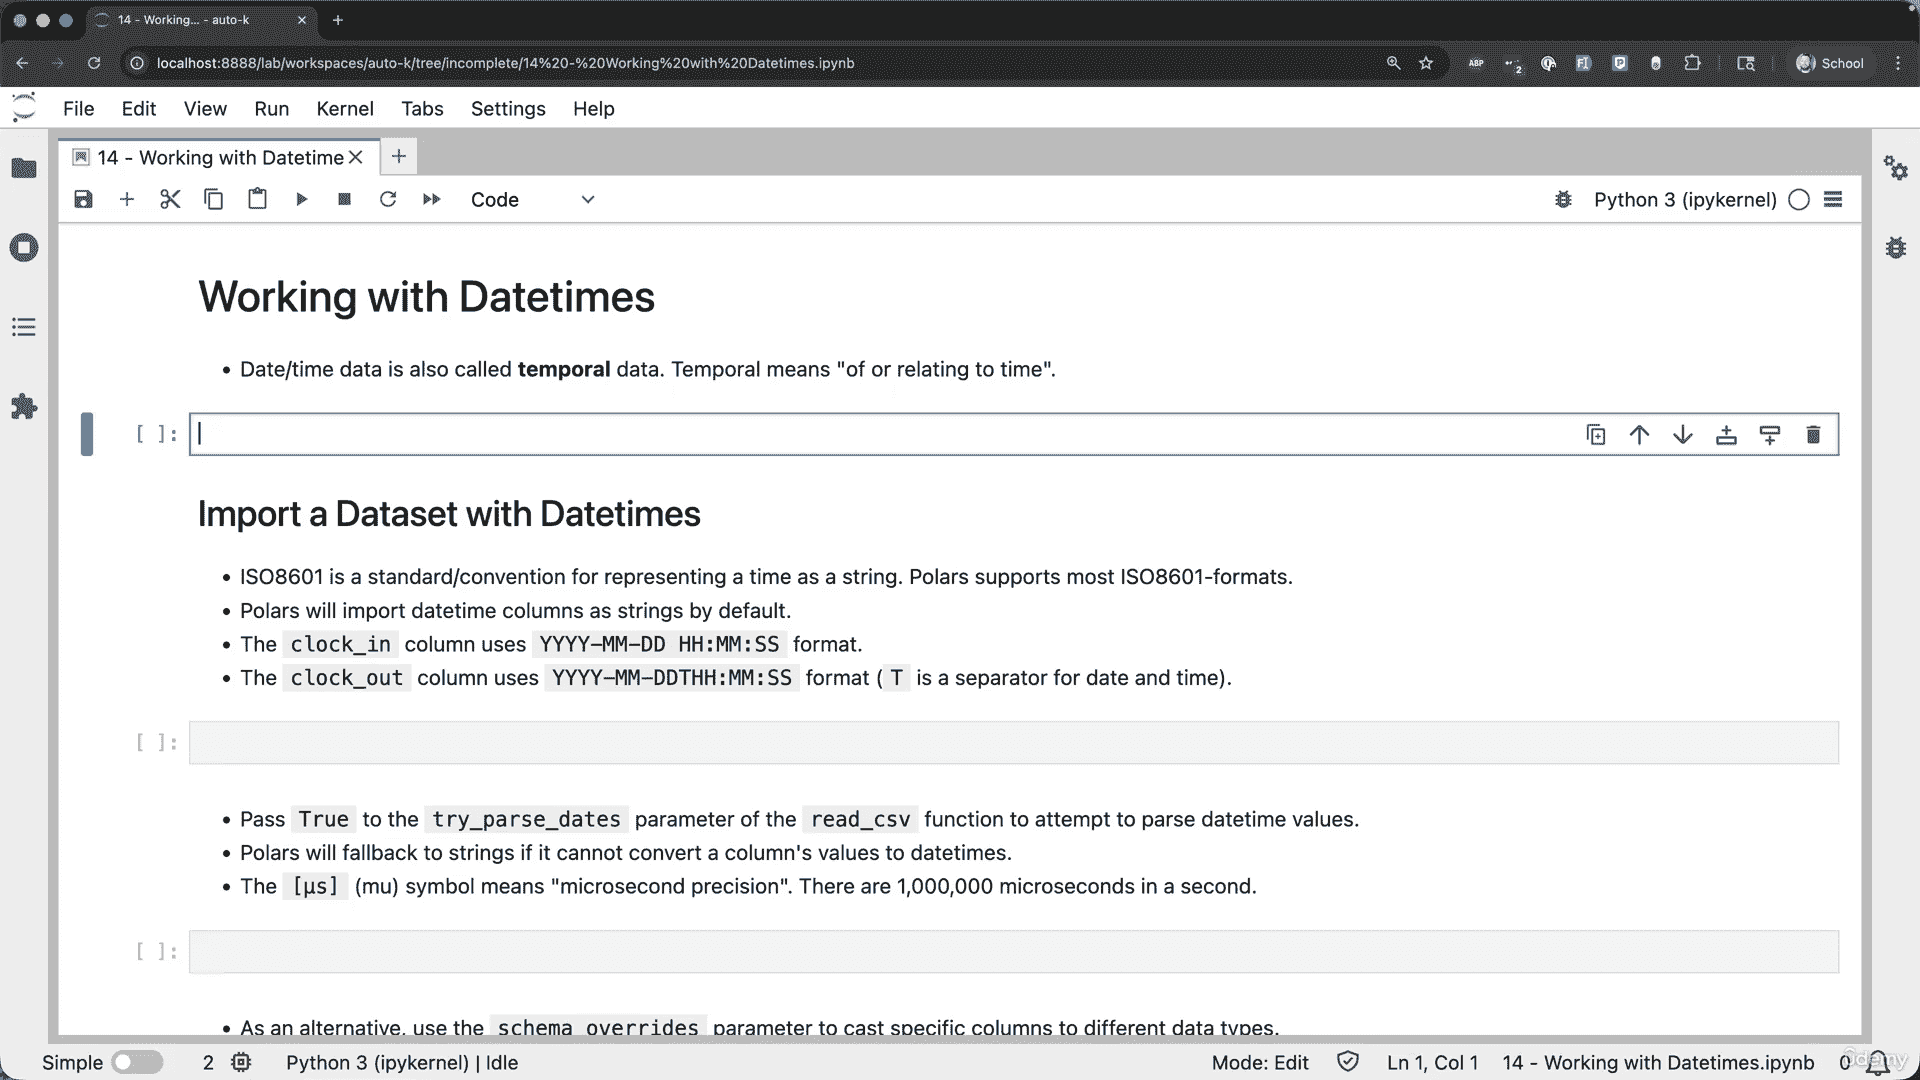 14 - Working... - auto-k
localhost:8888/lab/workspaces/auto-k/tree/incomplete/14%20-%20Working%20with%20Datetimes.ipynb
ABP
2
School
File Edit View Run Kernel Tabs Settings Help
14 - Working with Datetime
Code
Python 3 (ipykernel)
Working with Datetimes
• Date/time data is also called temporal data. Temporal means "of or relating to time".
[ ]:
Import a Dataset with Datetimes
• ISO8601 is a standard/convention for representing a time as a string. Polars supports most ISO8601-formats.
• Polars will import datetime columns as strings by default.
• The clock_in column uses YYYY-MM-DD HH:MM:SS format.
• The clock_out column uses YYYY-MM-DDTHH:MM:SS format ( T is a separator for date and time).
[ ]:
• Pass True to the try_parse_dates parameter of the read_csv function to attempt to parse datetime values.
• Polars will fallback to strings if it cannot convert a column's values to datetimes.
• The [μs] (mu) symbol means "microsecond precision". There are 1,000,000 microseconds in a second.
[ ]:
• As an alternative, use the schema_overrides parameter to cast specific columns to different data types.
Simple 2 Python 3 (ipykernel) | Idle Mode: Edit Ln 1, Col 1 14 - Working with Datetimes.ipynb 0
Udemy